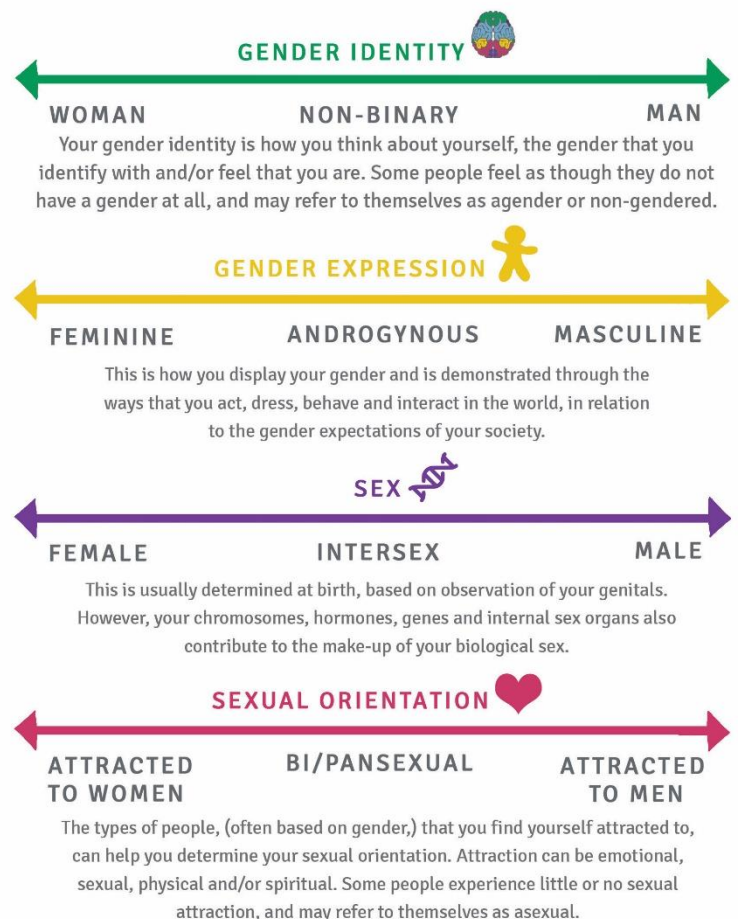 GENDER IDENTITY
WOMAN NON-BINARY MAN
Your gender identity is how you think about yourself, the gender that you
identify with and/or feel that you are. Some people feel as though they do not
have a gender at all, and may refer to themselves as agender or non-gendered.
GENDER EXPRESSION
FEMININE ANDROGYNOUS MASCULINE
This is how you display your gender and is demonstrated through the
ways that you act, dress, behave and interact in the world, in relation
to the gender expectations of your society.
SEX
FEMALE INTERSEX MALE
This is usually determined at birth, based on observation of your genitals.
However, your chromosomes, hormones, genes and internal sex organs also
contribute to the make-up of your biological sex.
SEXUAL ORIENTATION
ATTRACTED TO WOMEN BI/PANSEXUAL ATTRACTED TO MEN
The types of people, (often based on gender,) that you find yourself attracted to,
can help you determine your sexual orientation. Attraction can be emotional,
sexual, physical and/or spiritual. Some people experience little or no sexual
attraction, and may refer to themselves as asexual.